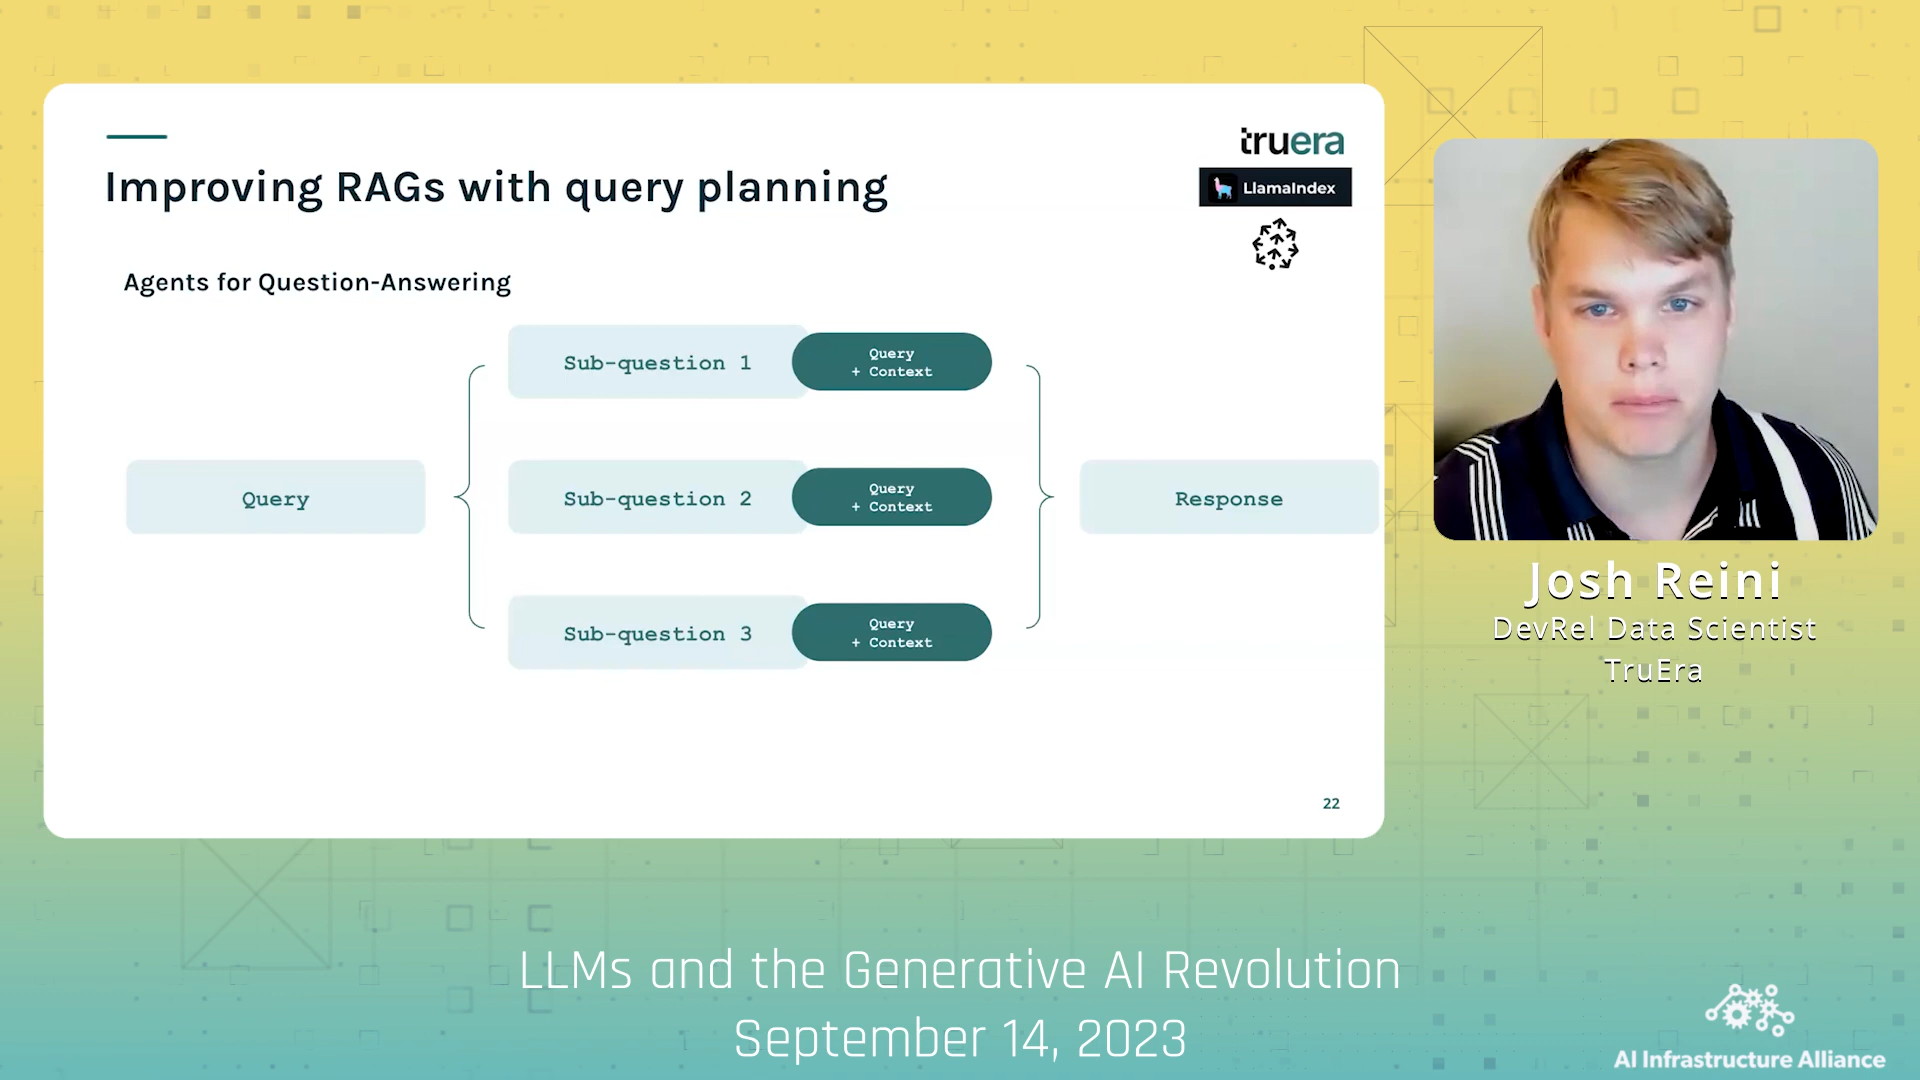 Improving RAGs with query planning
truera
LlamaIndex
Agents for Question-Answering
Sub-question 1
Query
+ Context
Query
Sub-question 2
Query
+ Context
Response
Sub-question 3
Query
+ Context
22
Josh Reini
DevRel Data Scientist
TruEra
LLMs and the Generative AI Revolution
September 14, 2023
AI Infrastructure Alliance